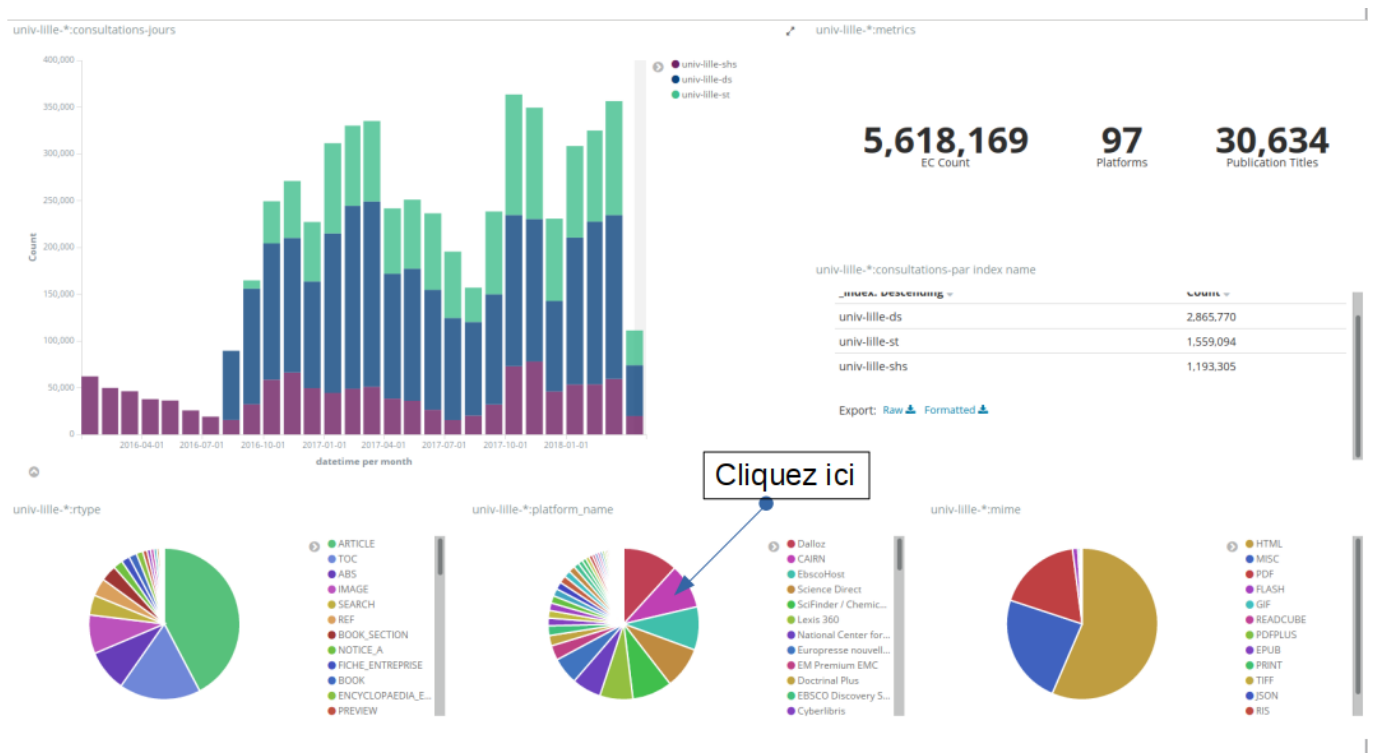 univ-lille-*:consultations-jours
400,000
350,000
300,000
250,000
200,000
150,000
100,000
50,000
0
Count
2016-04-01 2016-07-01 2016-10-01 2017-01-01 2017-04-01 2017-07-01 2017-10-01 2018-01-01
datetime per month
univ-lille-shs
univ-lille-ds
univ-lille-st
univ-lille-*:metrics
5,618,169 97 30,634
EC Count Platforms Publication Titles
univ-lille-*:consultations-par index name
_index: Descending Count
univ-lille-ds 2,865,770
univ-lille-st 1,559,094
univ-lille-shs 1,193,305
Export: Raw Formatted
Cliquez ici
univ-lille-*:rtype
ARTICLE
TOC
ABS
IMAGE
SEARCH
REF
BOOK_SECTION
NOTICE_A
FICHE_ENTREPRISE
BOOK
ENCYCLOPAEDIA_E...
PREVIEW
univ-lille-*:platform_name
Dalloz
CAIRN
EbscoHost
Science Direct
SciFinder / Chemic...
Lexis 360
National Center for...
Europresse nouvell...
EM Premium EMC
Doctrinal Plus
EBSCO Discovery S...
Cyberlibris
univ-lille-*:mime
HTML
MISC
PDF
FLASH
GIF
READCUBE
PDFPLUS
EPUB
PRINT
TIFF
JSON
RIS